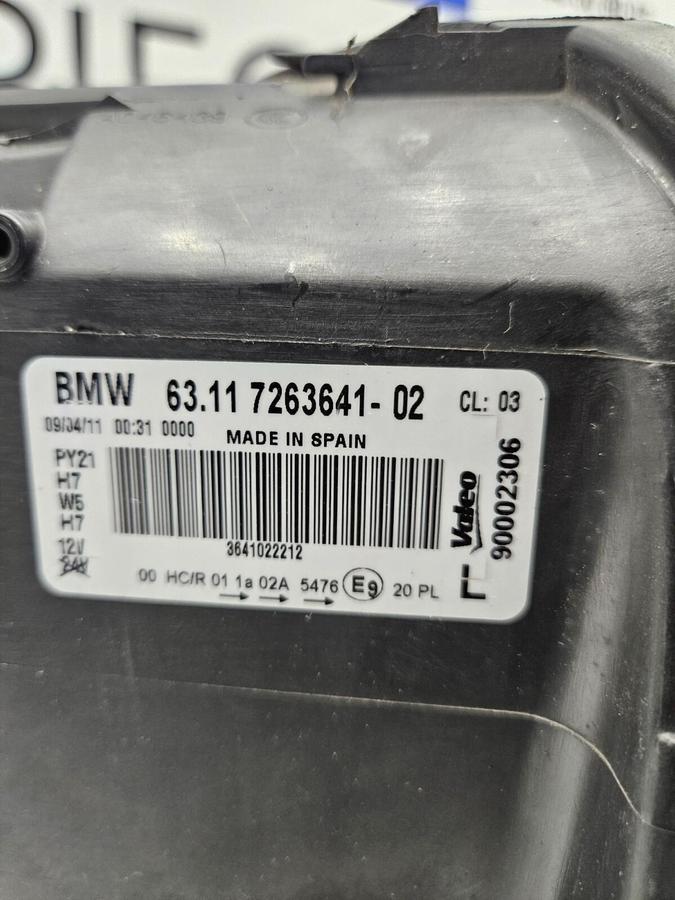 BMW 63.11 7263641-02 CL: 03
09/04/11 00:31 0000 MADE IN SPAIN
PY21
H7
W5
H7
12V
24V
3641022212
Valeo
90002306
L
00 HC/R 01 1a 02A 5476 E9 20 PL